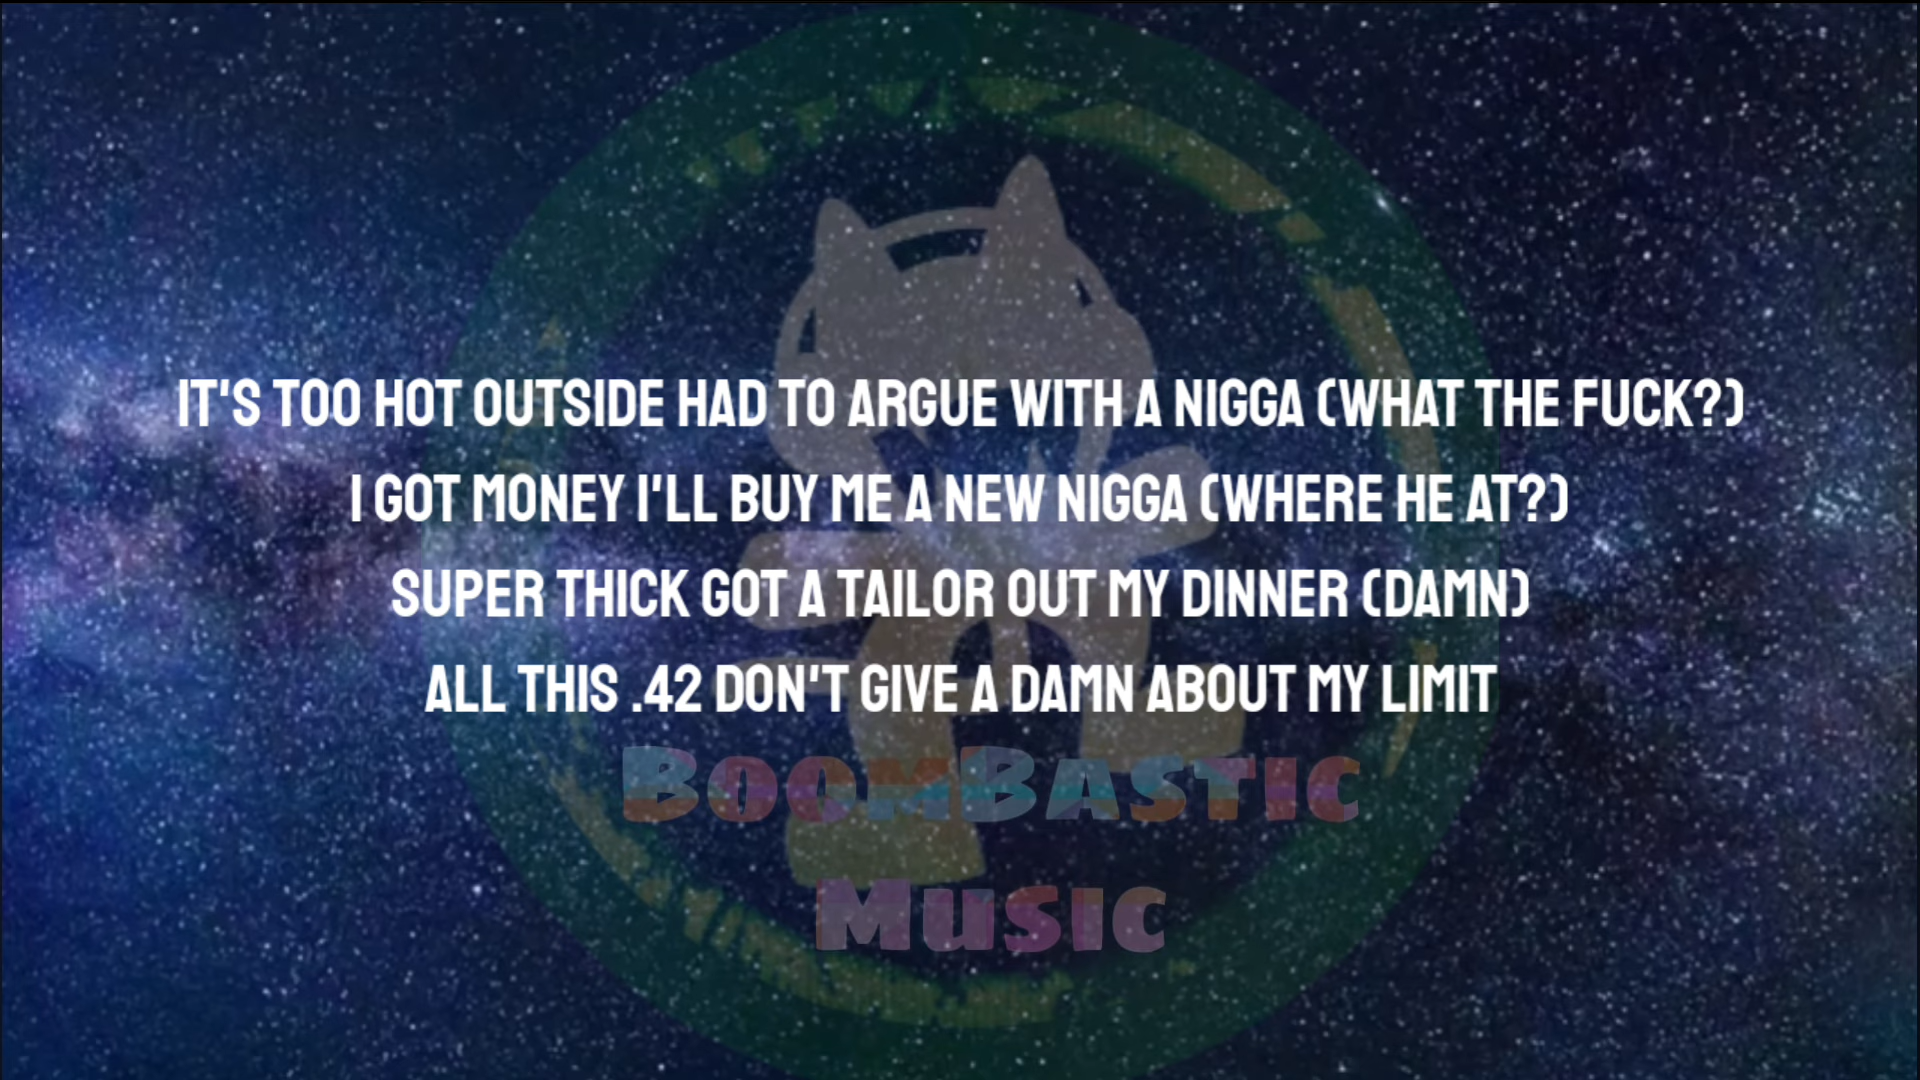 IT'S TOO HOT OUTSIDE HAD TO ARGUE WITH A NIGGA (WHAT THE FUCK?)
I GOT MONEY I'LL BUY ME A NEW NIGGA (WHERE HE AT?)
SUPER THICK GOT A TAILOR OUT MY DINNER (DAMN)
ALL THIS .42 DON'T GIVE A DAMN ABOUT MY LIMIT
BOOMBASTIC
MUSIC